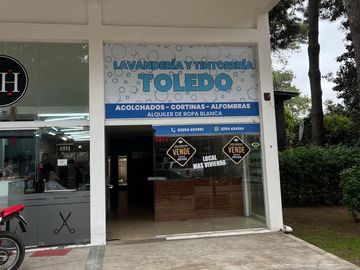 H
LAVANDERÍA Y TINTORERÍA
TOLEDO
ACOLCHADOS - CORTINAS - ALFOMBRAS
ALQUILER DE ROPA BLANCA
VENDE
LOCAL
MAS VIVIENDA
VENDE